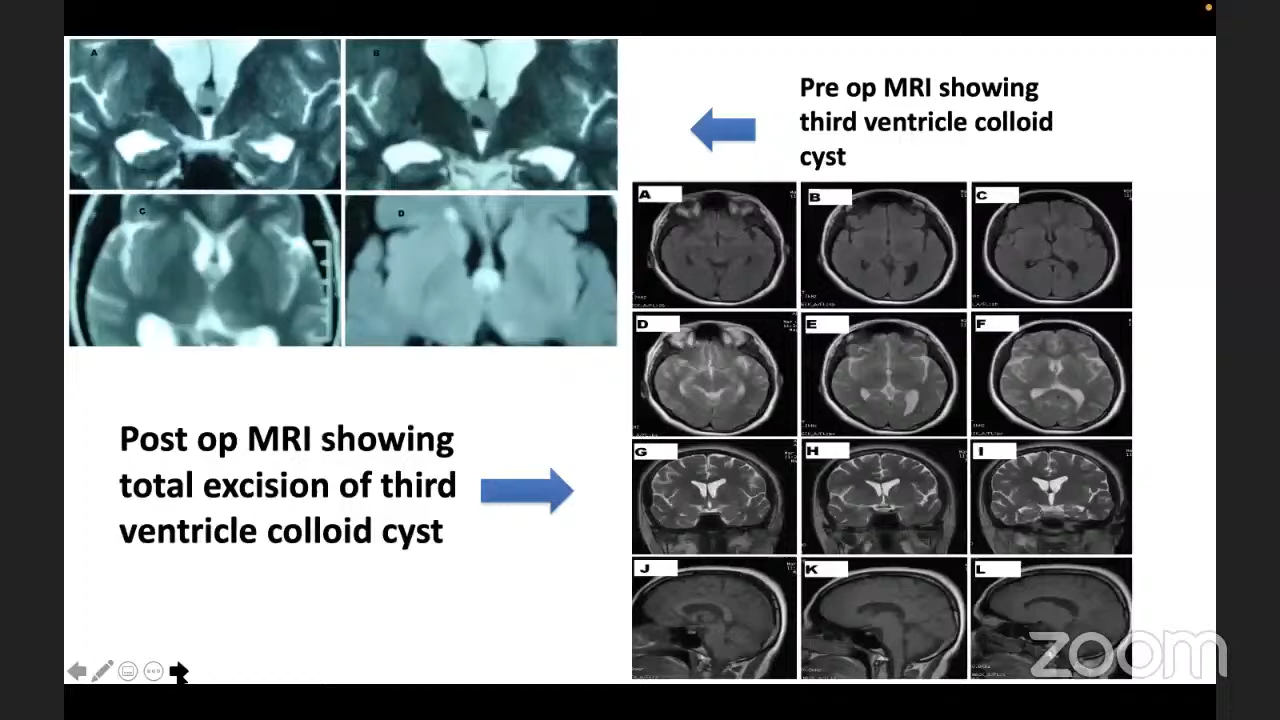 Pre op MRI showing
third ventricle colloid
cyst
A
B
C
D
A
B
C
D
E
F
G
H
I
J
K
L
Post op MRI showing
total excision of third
ventricle colloid cyst
zoom